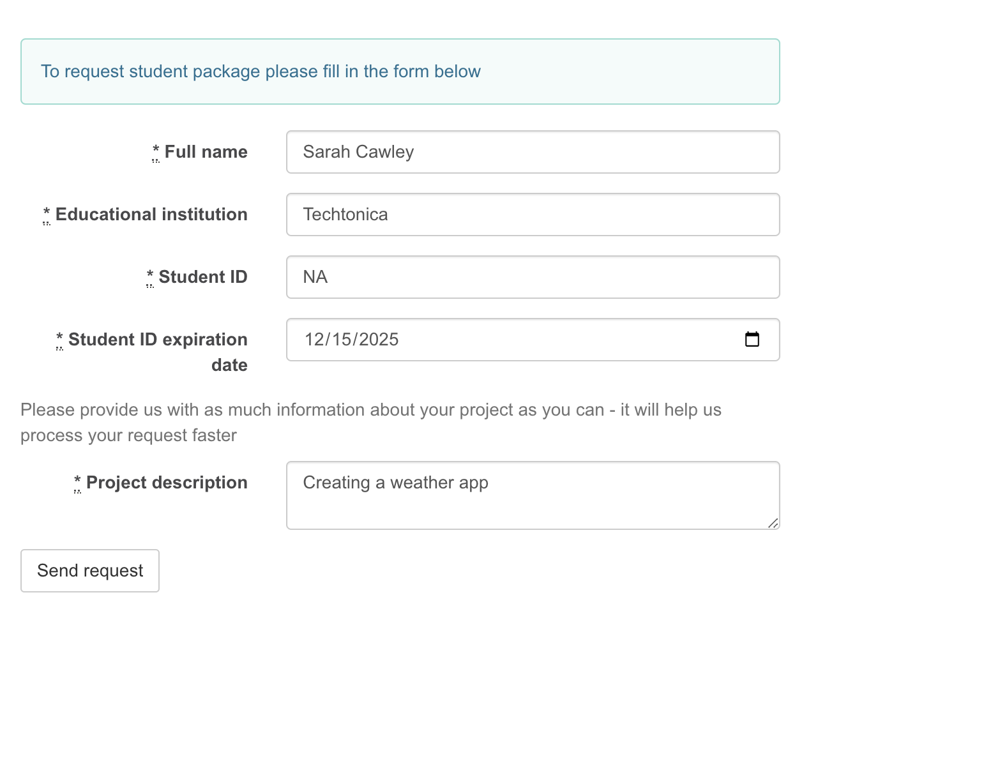 To request student package please fill in the form below
* Full name
Sarah Cawley
* Educational institution
Techtonica
* Student ID
NA
* Student ID expiration
date
12/15/2025
Please provide us with as much information about your project as you can - it will help us
process your request faster
* Project description
Creating a weather app
Send request